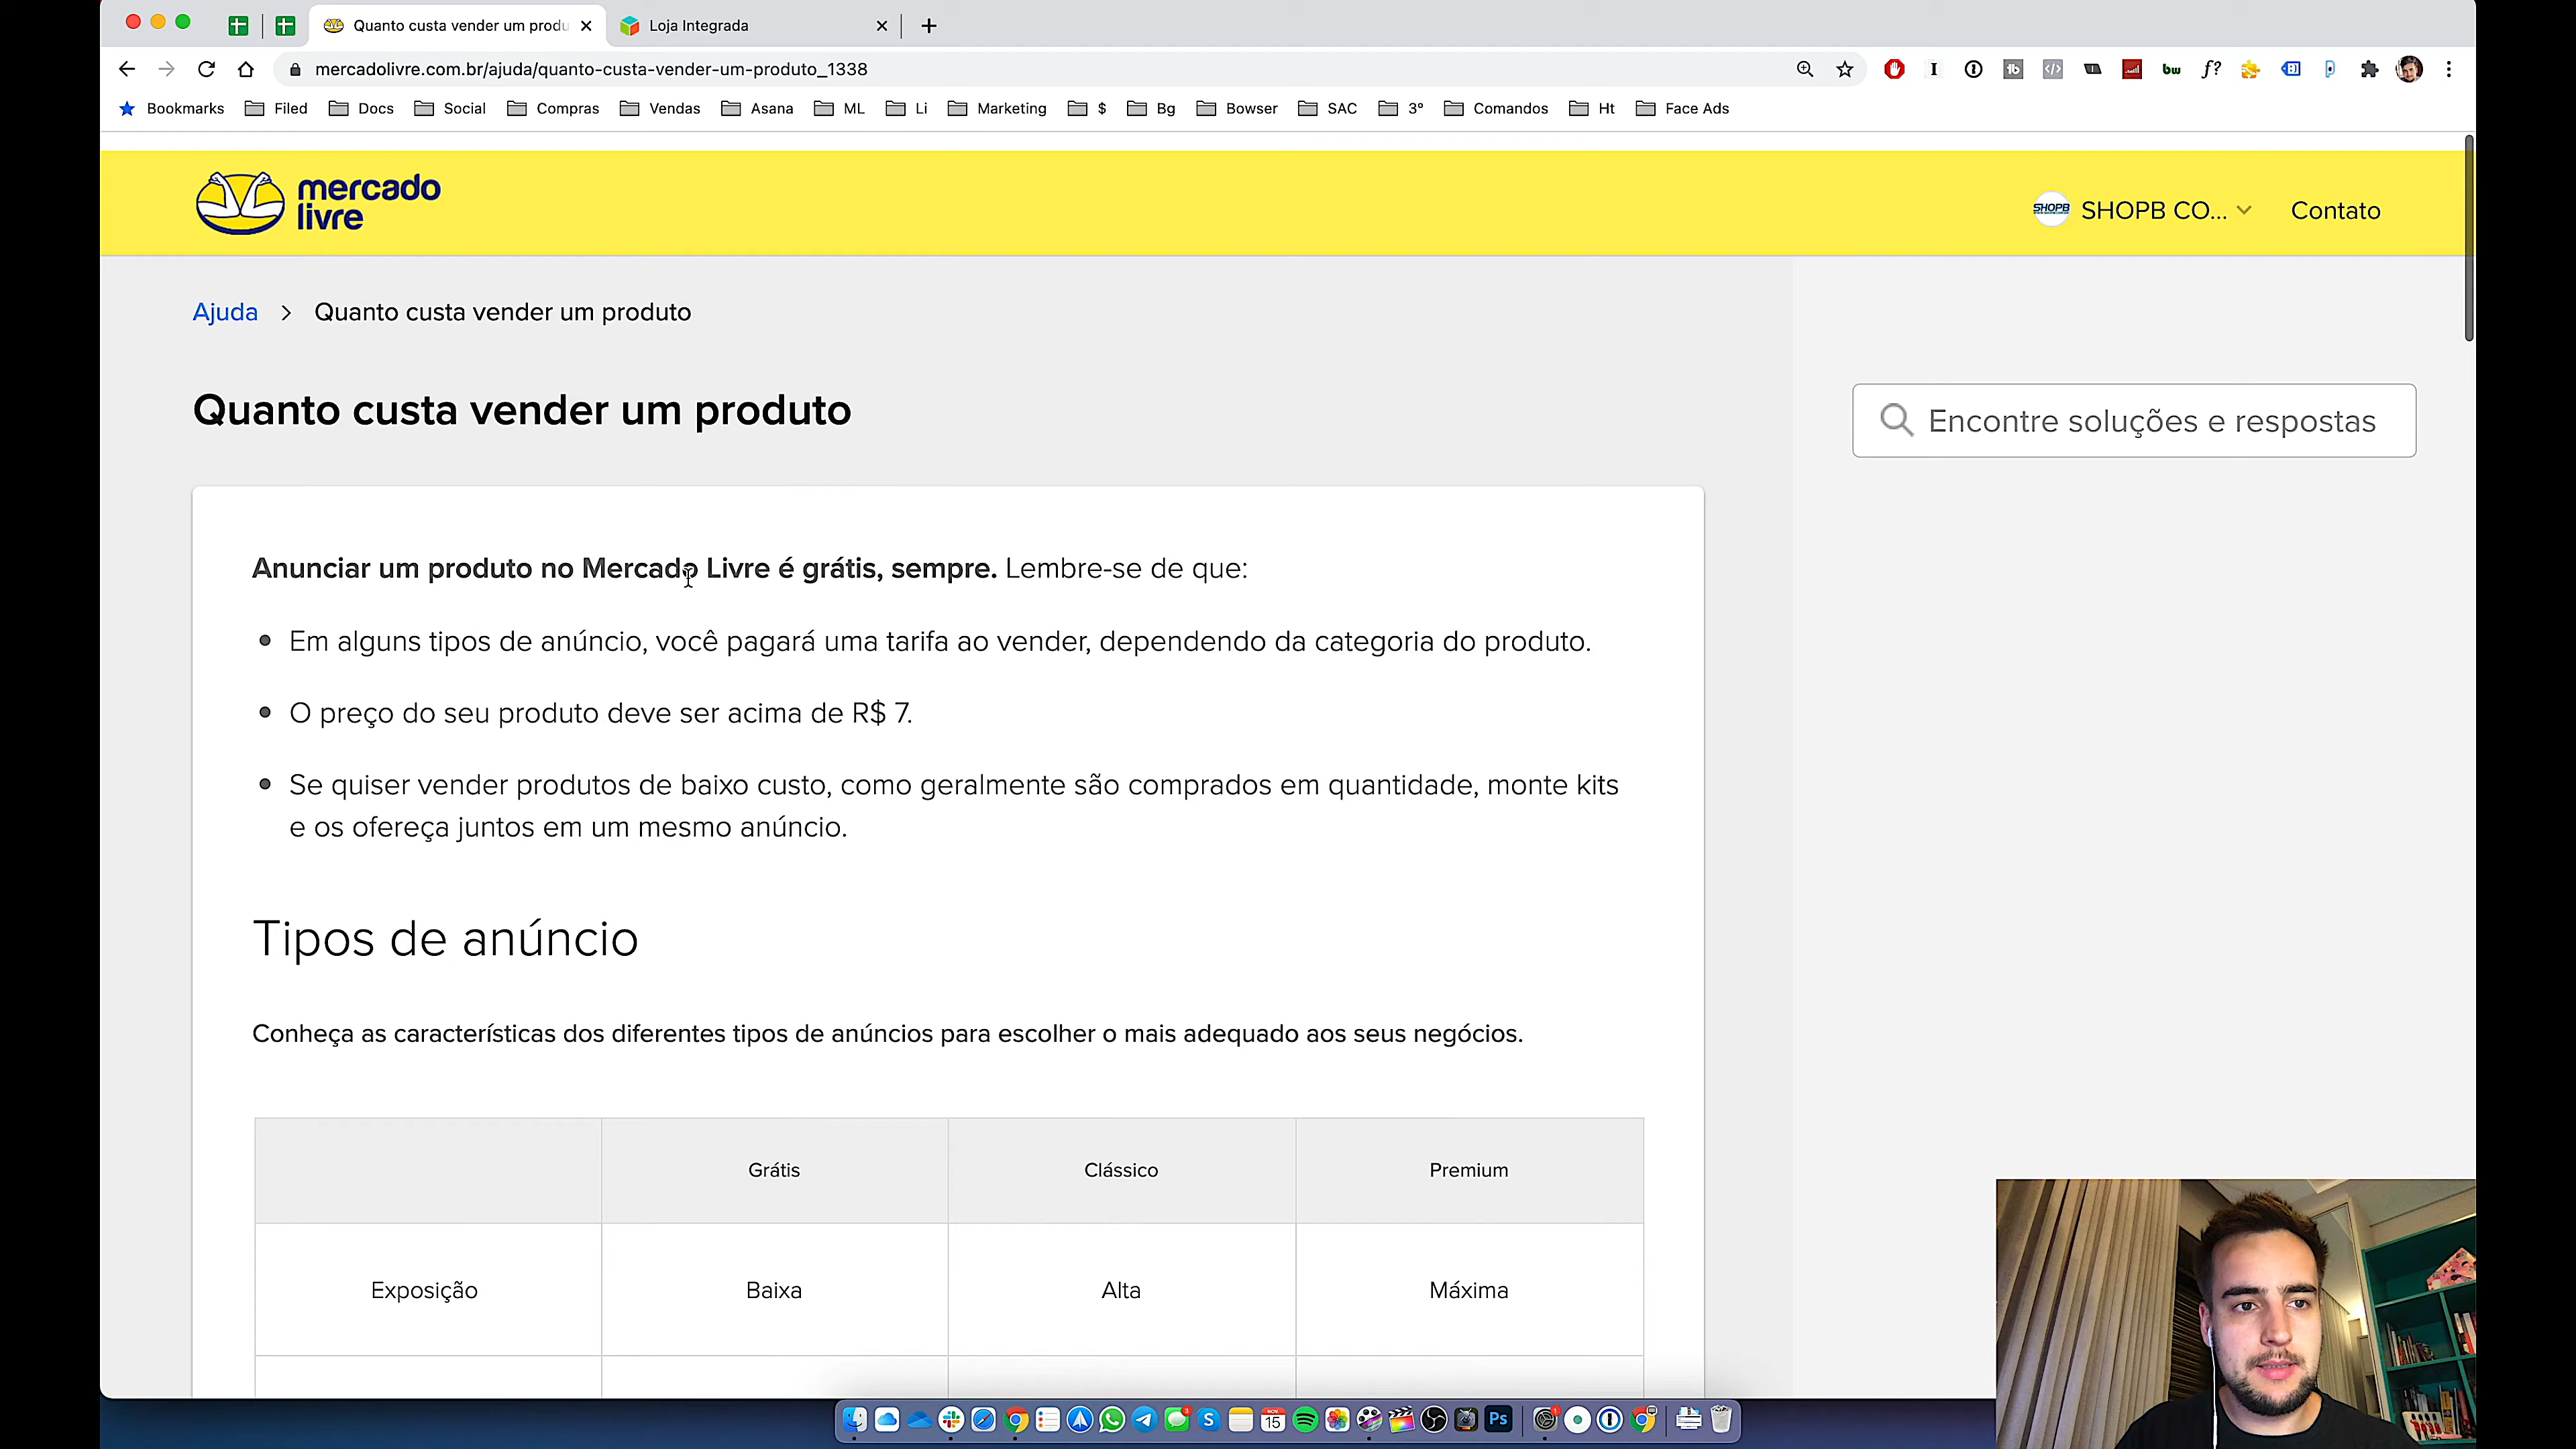 Quanto custa vender um produ
Loja Integrada
mercadolivre.com.br/ajuda/quanto-custa-vender-um-produto_1338
Bookmarks Filed Docs Social Compras Vendas Asana ML Li Marketing $ Bg Bowser SAC 3º Comandos Ht Face Ads
mercado
livre
SHOPB
SHOPB CO... Contato
Ajuda > Quanto custa vender um produto
Quanto custa vender um produto
Encontre soluções e respostas
Anunciar um produto no Mercado Livre é grátis, sempre. Lembre-se de que:
Em alguns tipos de anúncio, você pagará uma tarifa ao vender, dependendo da categoria do produto.
O preço do seu produto deve ser acima de R$ 7.
Se quiser vender produtos de baixo custo, como geralmente são comprados em quantidade, monte kits
e os ofereça juntos em um mesmo anúncio.
Tipos de anúncio
Conheça as características dos diferentes tipos de anúncios para escolher o mais adequado aos seus negócios.
Grátis Clássico Premium
Exposição Baixa Alta Máxima
NOV.
15
Ps